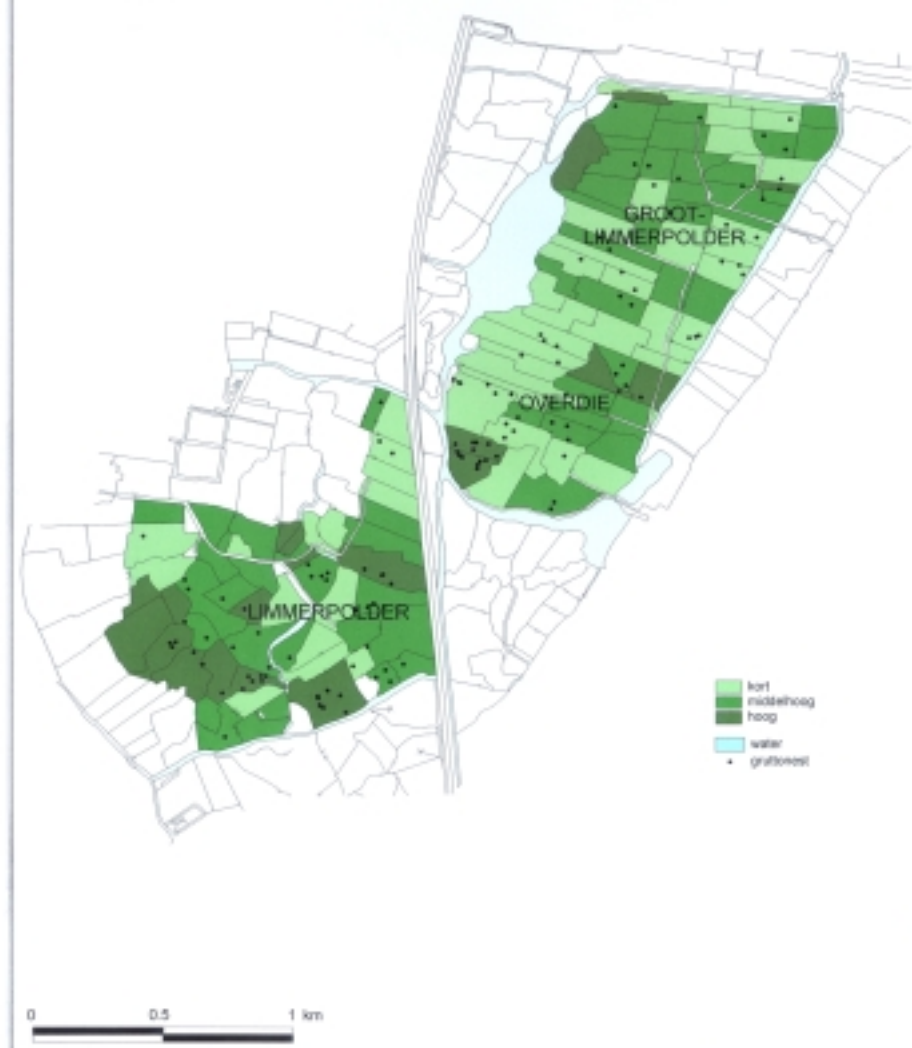 GROOT-
LIMMERPOLDER
OVERDIE
LIMMERPOLDER
kort
middelhoog
hoog
water
gruttonest
0 0.5 1 km